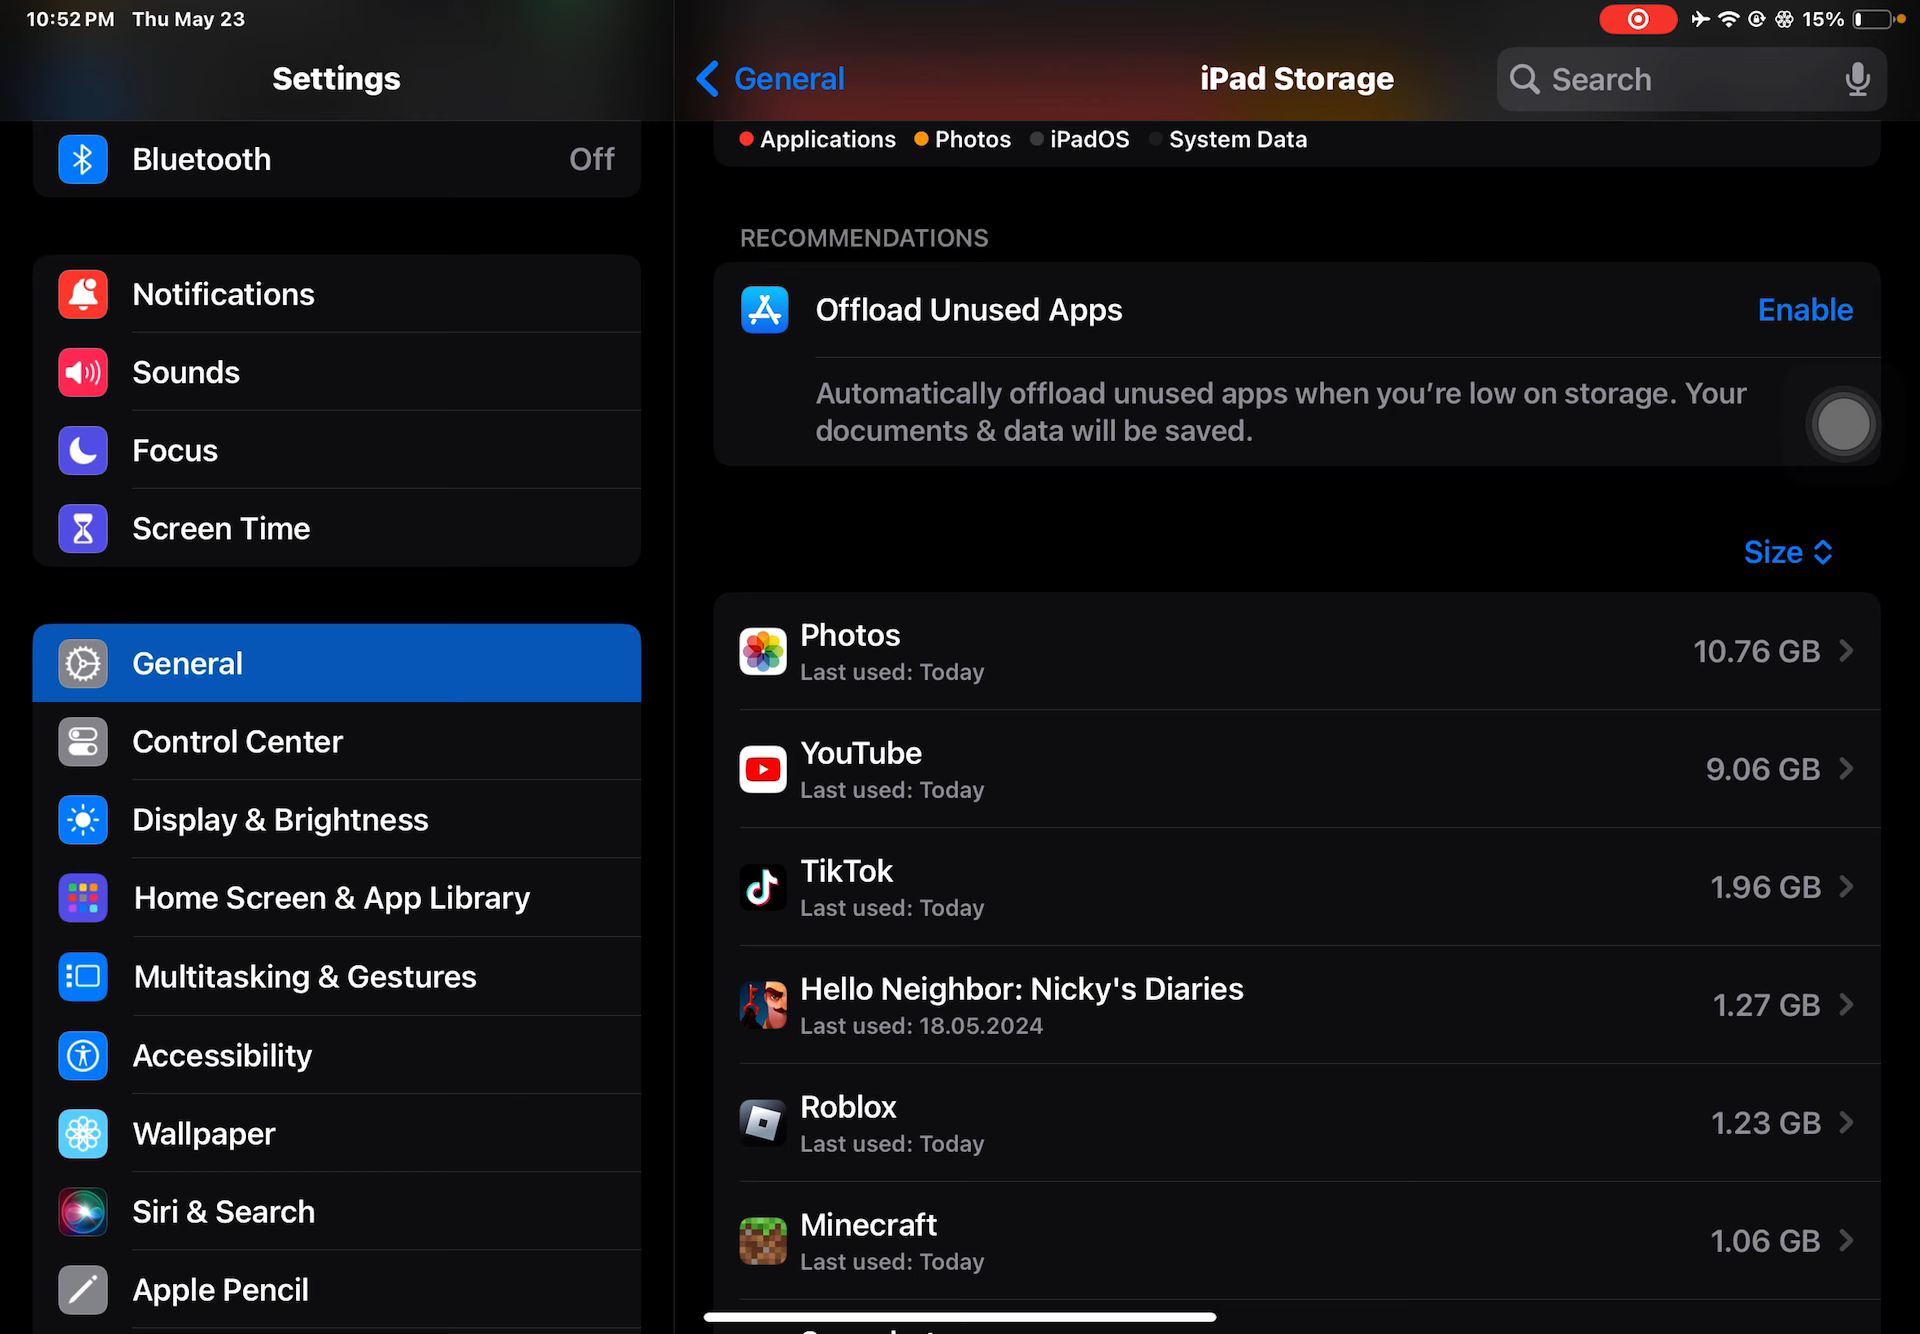 10:52 PM Thu May 23
15%
Settings
General
iPad Storage
Search
Bluetooth
Off
Notifications
Sounds
Focus
Screen Time
General
Control Center
Display & Brightness
Home Screen & App Library
Multitasking & Gestures
Accessibility
Wallpaper
Siri & Search
Apple Pencil
Applications Photos iPadOS System Data
RECOMMENDATIONS
Offload Unused Apps
Enable
Automatically offload unused apps when you’re low on storage. Your
documents & data will be saved.
Size
Photos
Last used: Today
10.76 GB
YouTube
Last used: Today
9.06 GB
TikTok
Last used: Today
1.96 GB
Hello Neighbor: Nicky's Diaries
Last used: 18.05.2024
1.27 GB
Roblox
Last used: Today
1.23 GB
Minecraft
Last used: Today
1.06 GB